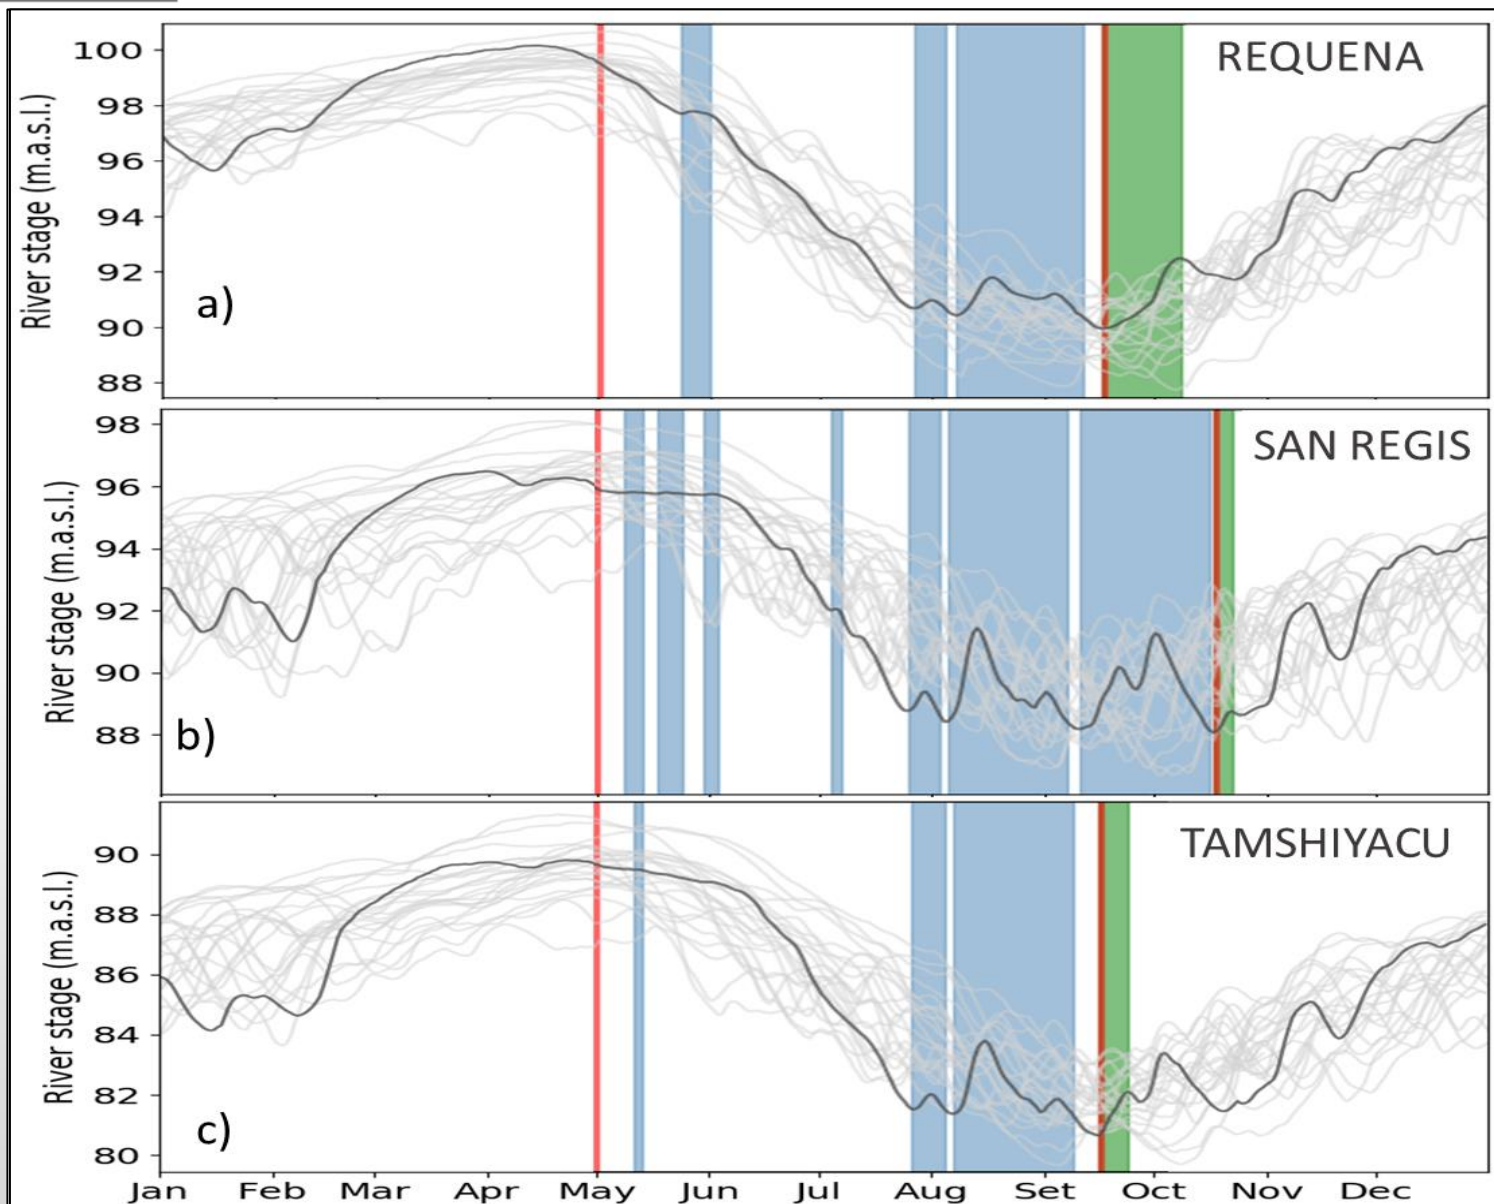 REQUENA
100
98
96
94
92
90
88
River stage (m.a.s.l.)
a)
SAN REGIS
98
96
94
92
90
88
River stage (m.a.s.l.)
b)
TAMSHIYACU
90
88
86
84
82
80
River stage (m.a.s.l.)
c)
Jan Feb Mar Apr May Jun Jul Aug Set Oct Nov Dec